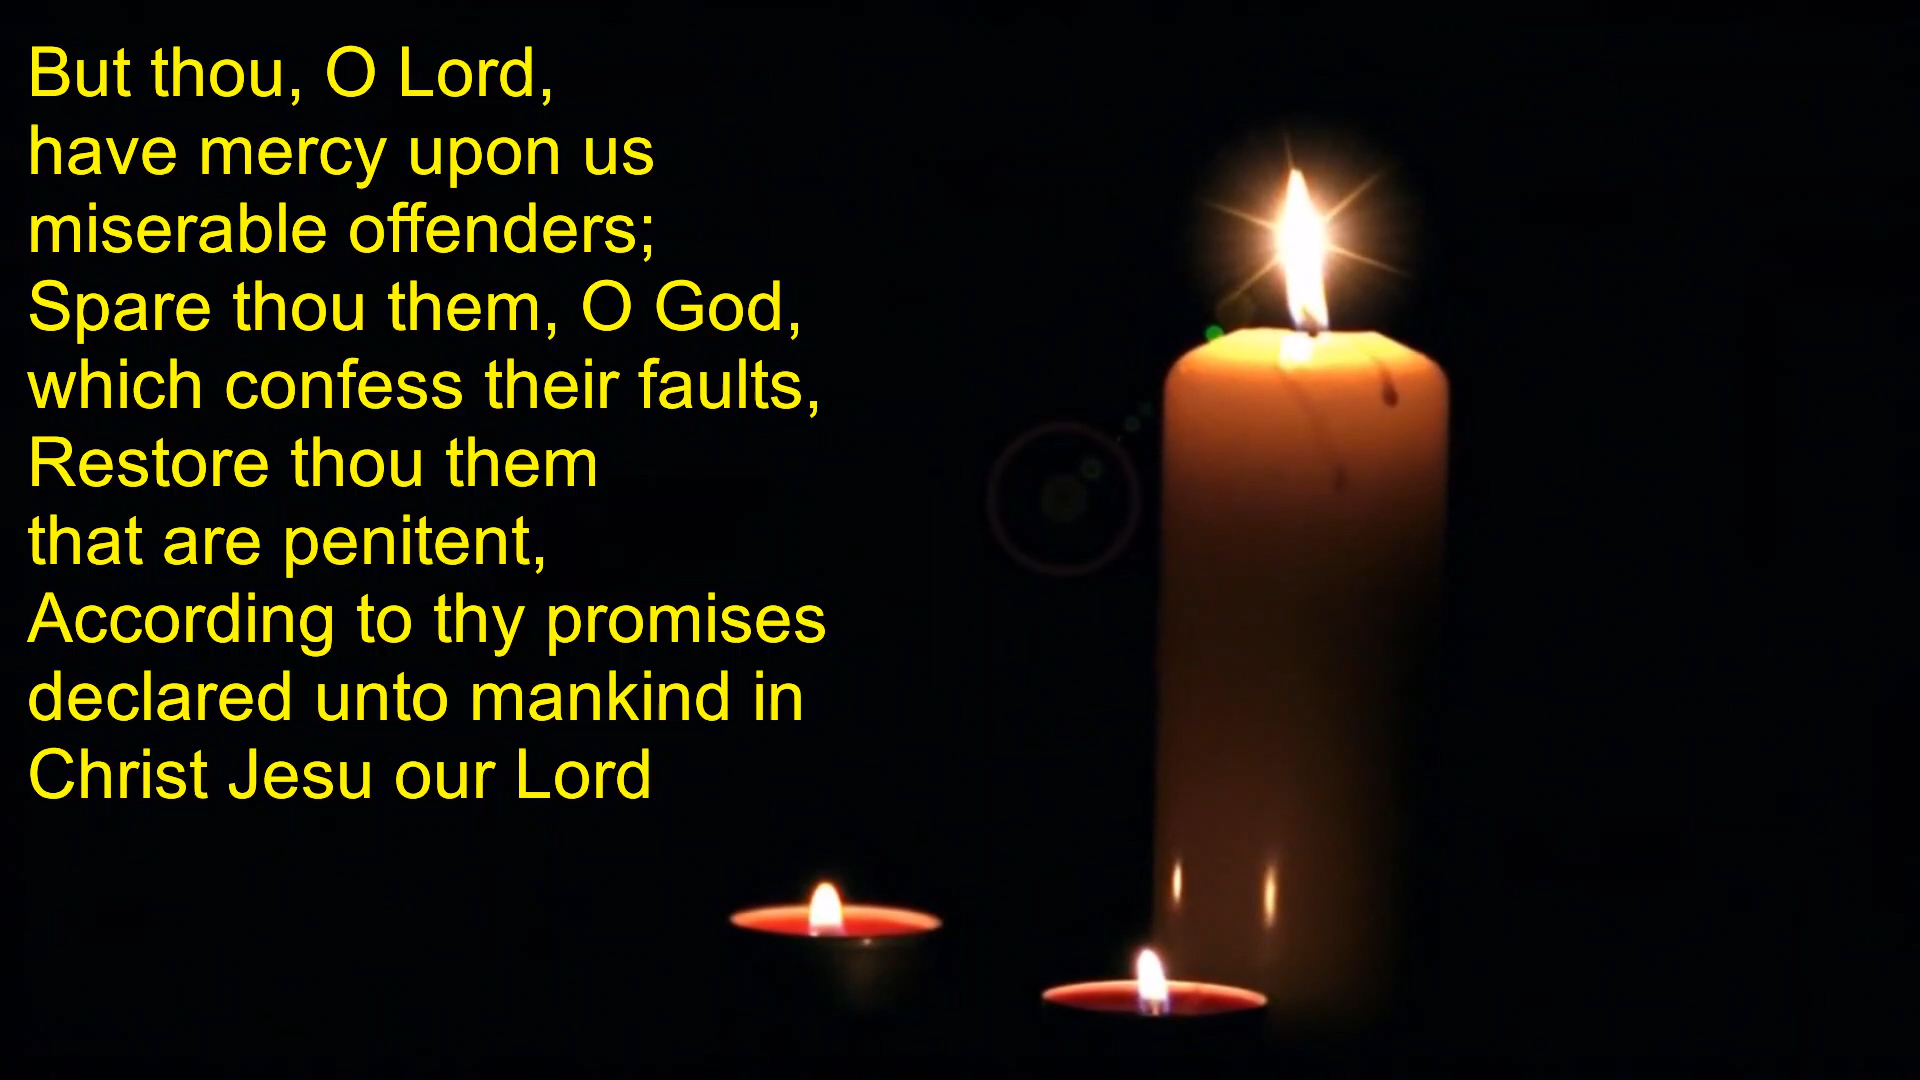 But thou, O Lord,
have mercy upon us
miserable offenders;
Spare thou them, O God,
which confess their faults,
Restore thou them
that are penitent,
According to thy promises
declared unto mankind in
Christ Jesu our Lord